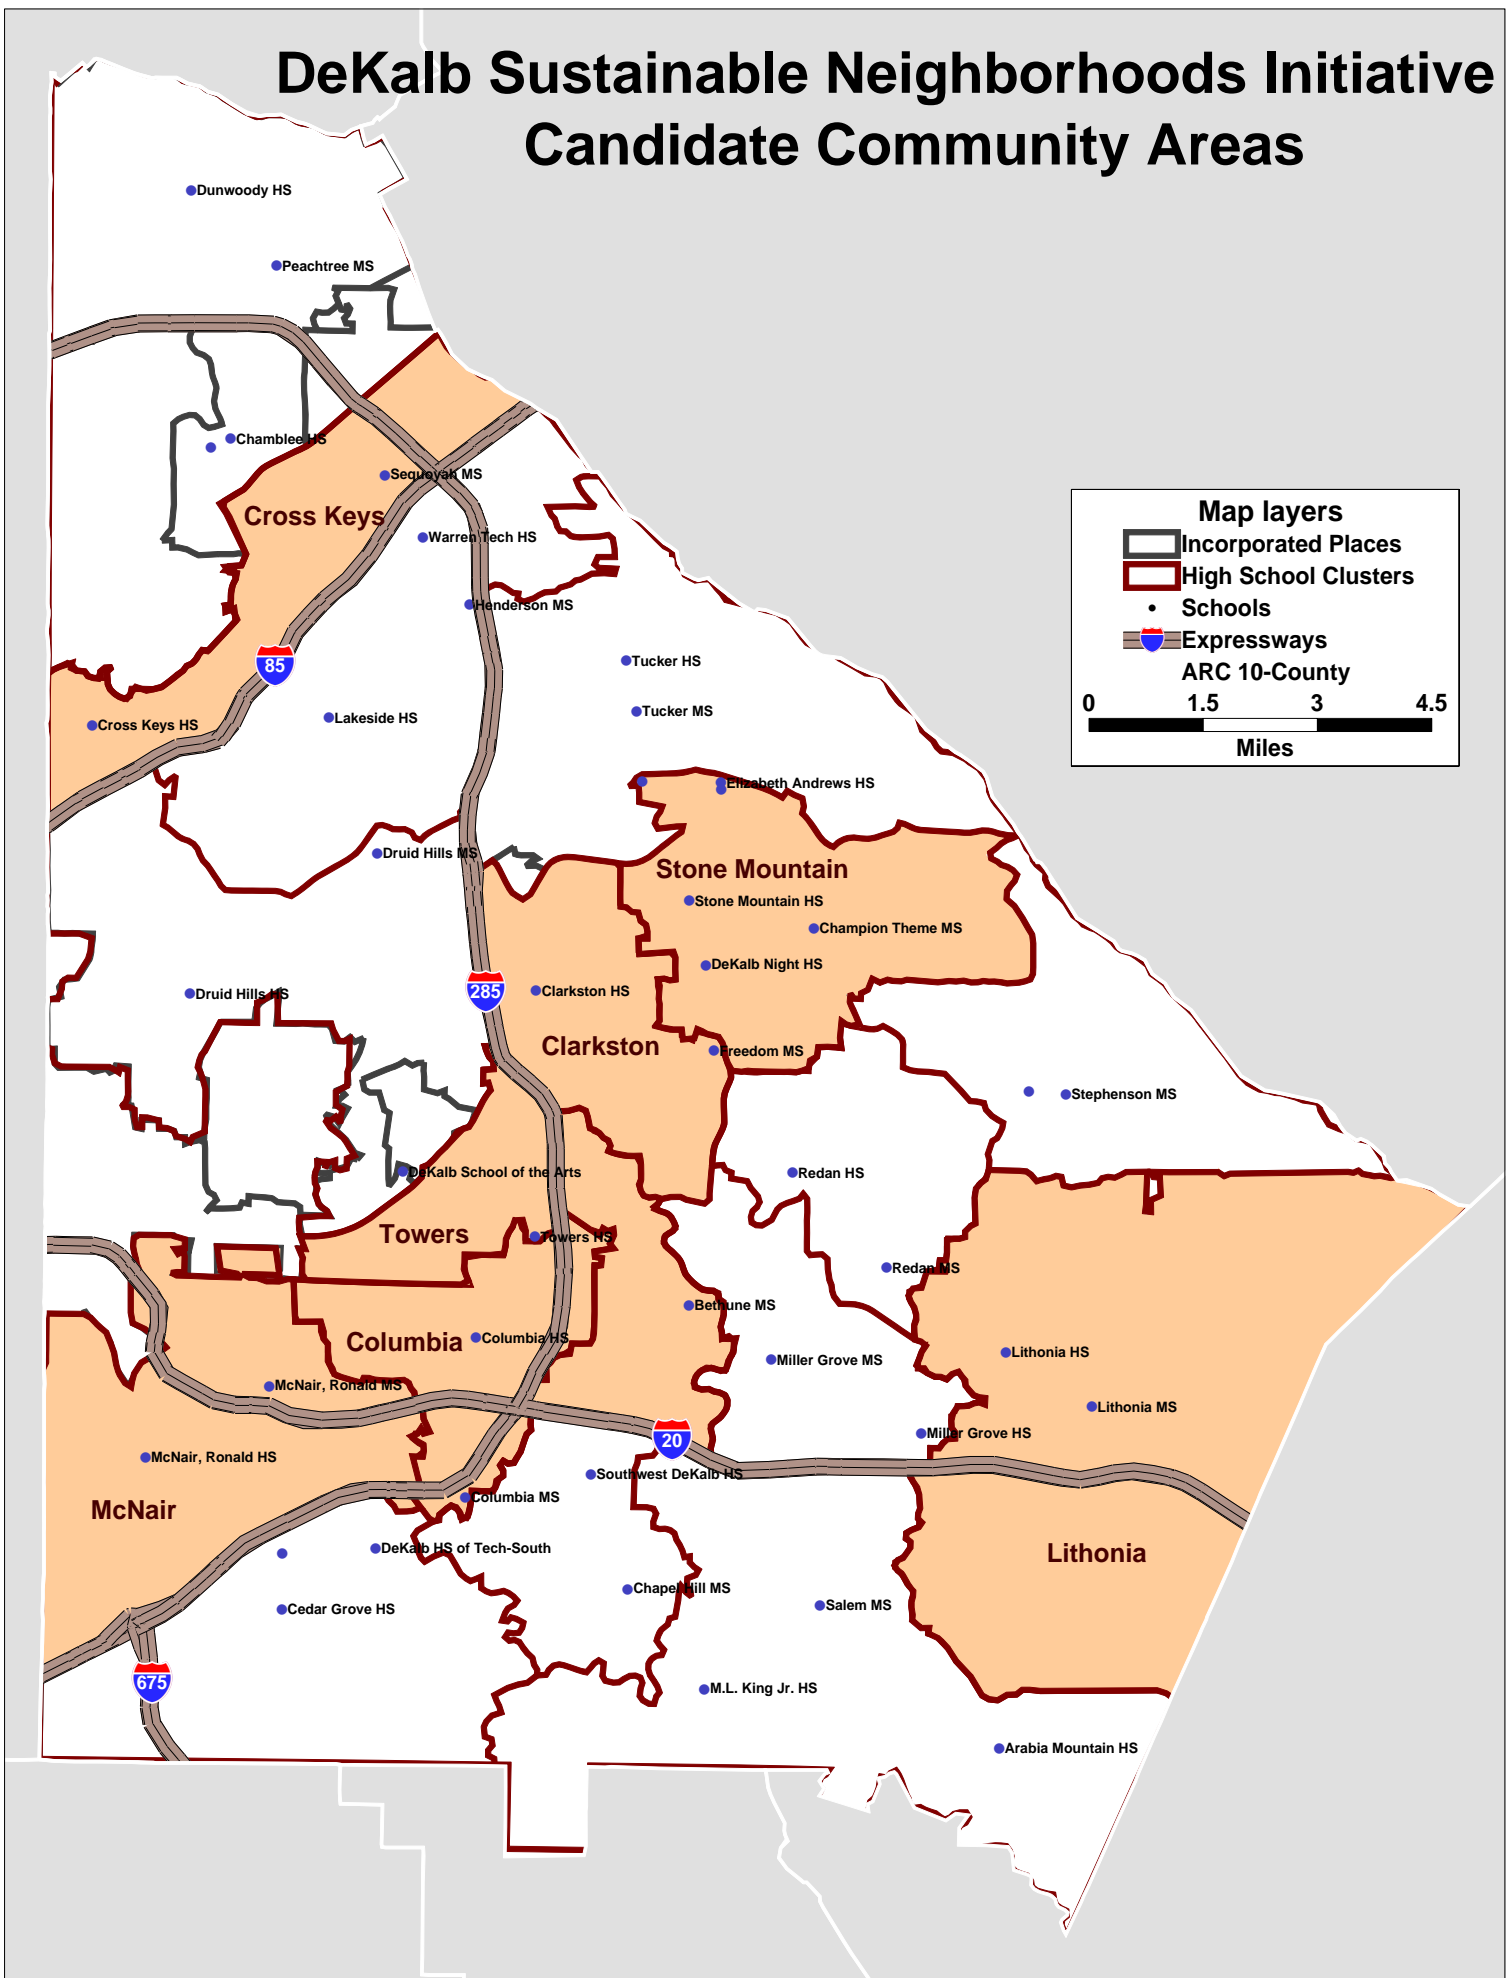 DeKalb Sustainable Neighborhoods Initiative
Candidate Community Areas
Dunwoody HS
Peachtree MS
Chamblee HS
Sequoyah MS
Cross Keys
Warren Tech HS
Henderson MS
Map layers
Incorporated Places
High School Clusters
Schools
Expressways
ARC 10-County
0 1.5 3 4.5
Miles
85
Tucker HS
Tucker MS
Lakeside HS
Cross Keys HS
Elizabeth Andrews HS
Druid Hills MS
Stone Mountain
Stone Mountain HS
Champion Theme MS
DeKalb Night HS
Druid Hills HS
285
Clarkston HS
Clarkston
Freedom MS
Stephenson MS
DeKalb School of the Arts
Redan HS
Towers
Towers HS
Redan MS
Bethune MS
Columbia
Columbia HS
Miller Grove MS
Lithonia HS
McNair, Ronald MS
Lithonia MS
Miller Grove HS
20
McNair, Ronald HS
Southwest DeKalb HS
Columbia MS
McNair
DeKalb HS of Tech-South
Lithonia
Chapel Hill MS
Salem MS
Cedar Grove HS
675
M.L. King Jr. HS
Arabia Mountain HS